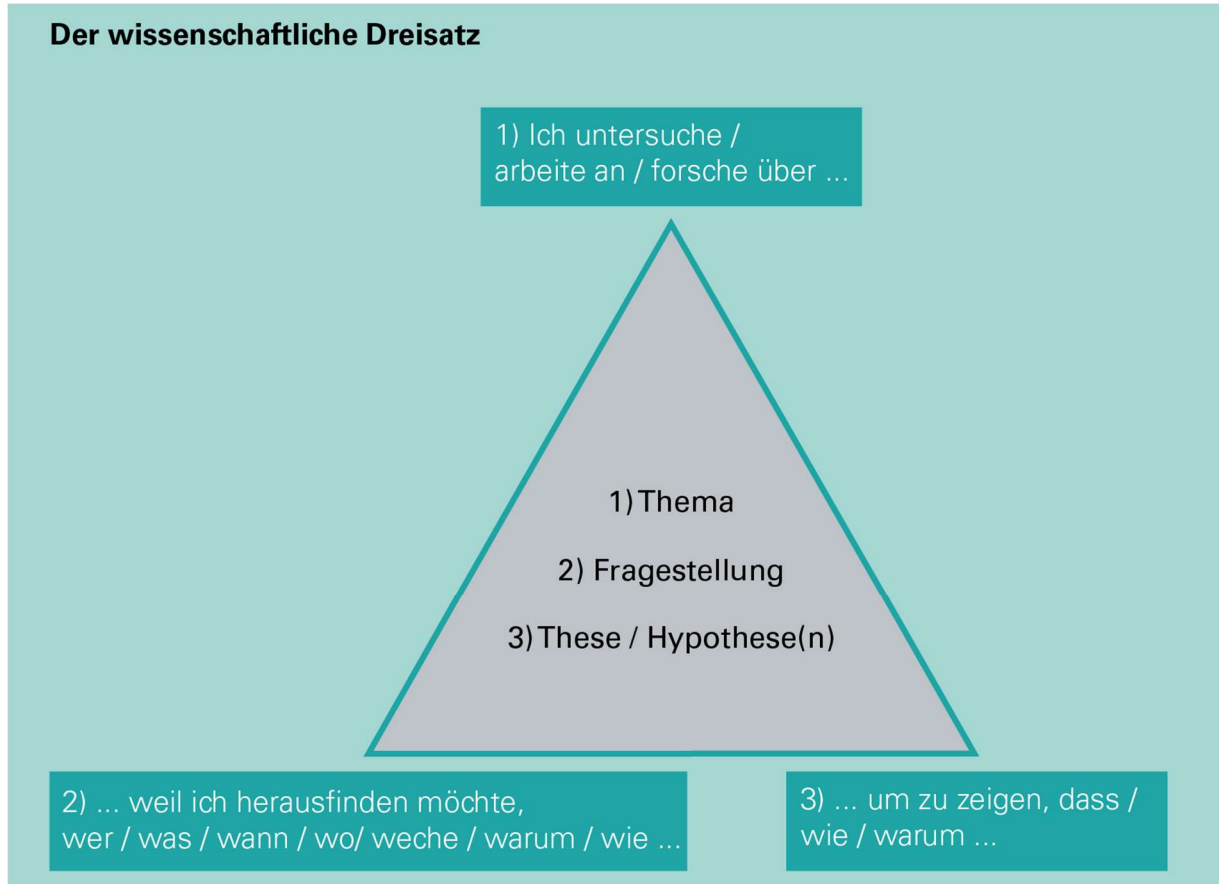 Der wissenschaftliche Dreisatz
1) Ich untersuche /
arbeite an / forsche über ...
1) Thema
2) Fragestellung
3) These / Hypothese(n)
2) ... weil ich herausfinden möchte,
wer / was / wann / wo/ weche / warum / wie ...
3) ... um zu zeigen, dass /
wie / warum ...